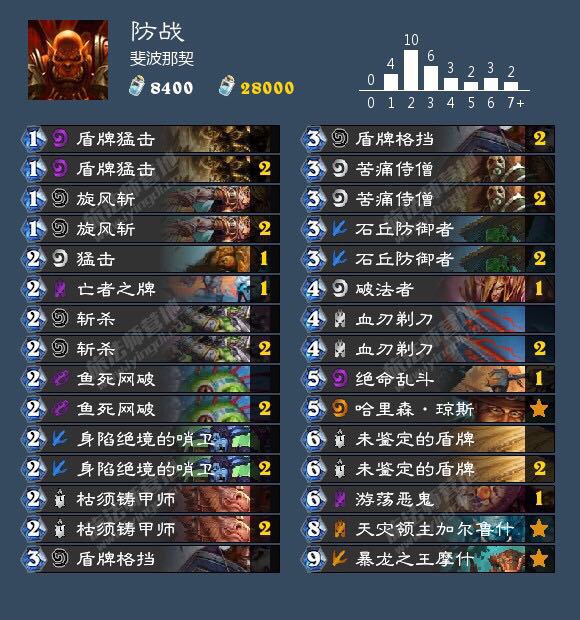 防战
斐波那契
8400 28000
0 4 10 6 3 2 3 2
0 1 2 3 4 5 6 7+
1 盾牌猛击
1 盾牌猛击 2
1 旋风斩
1 旋风斩 2
2 猛击 1
2 亡者之牌 1
2 斩杀
2 斩杀 2
2 鱼死网破
2 鱼死网破 2
2 身陷绝境的哨卫
2 身陷绝境的哨卫 2
2 枯须铸甲师
2 枯须铸甲师 2
3 盾牌格挡
3 盾牌格挡 2
3 苦痛侍僧
3 苦痛侍僧 2
3 石丘防御者
3 石丘防御者 2
4 破法者 1
4 血刃剃刀
4 血刃剃刀 2
5 绝命乱斗 1
5 哈里森·琼斯
6 未鉴定的盾牌
6 未鉴定的盾牌 2
6 游荡恶鬼 1
8 天灾领主加尔鲁什
9 暴龙之王摩什